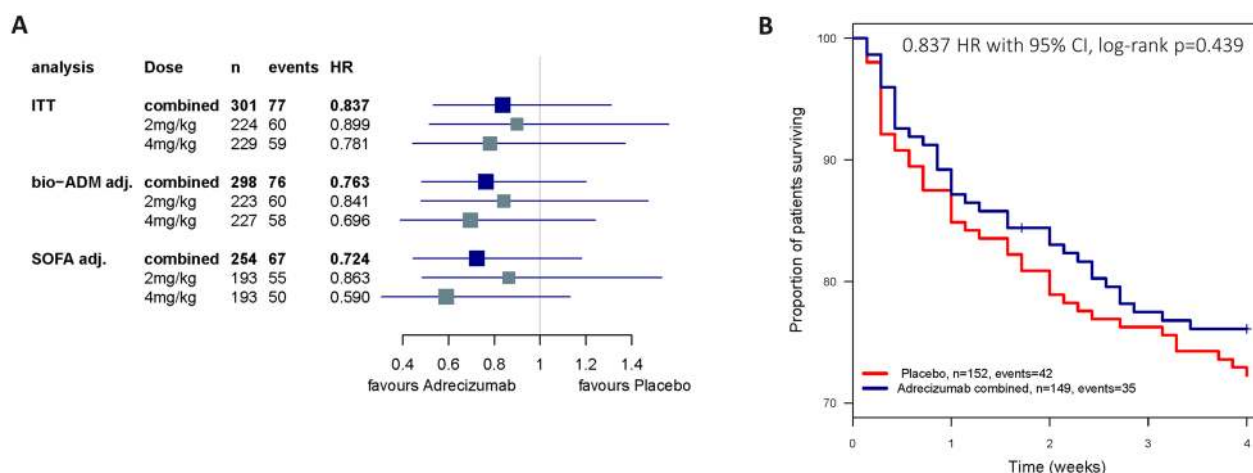 A
analysis Dose n events HR
ITT combined 301 77 0.837
2mg/kg 224 60 0.899
4mg/kg 229 59 0.781
bio−ADM adj. combined 298 76 0.763
2mg/kg 223 60 0.841
4mg/kg 227 58 0.696
SOFA adj. combined 254 67 0.724
2mg/kg 193 55 0.863
4mg/kg 193 50 0.590
0.4 0.6 0.8 1 1.2 1.4
favours Adrecizumab favours Placebo
B
0.837 HR with 95% CI, log-rank p=0.439
Proportion of patients surviving
100
90
80
70
Placebo, n=152, events=42
Adrecizumab combined, n=149, events=35
0 1 2 3 4
Time (weeks)